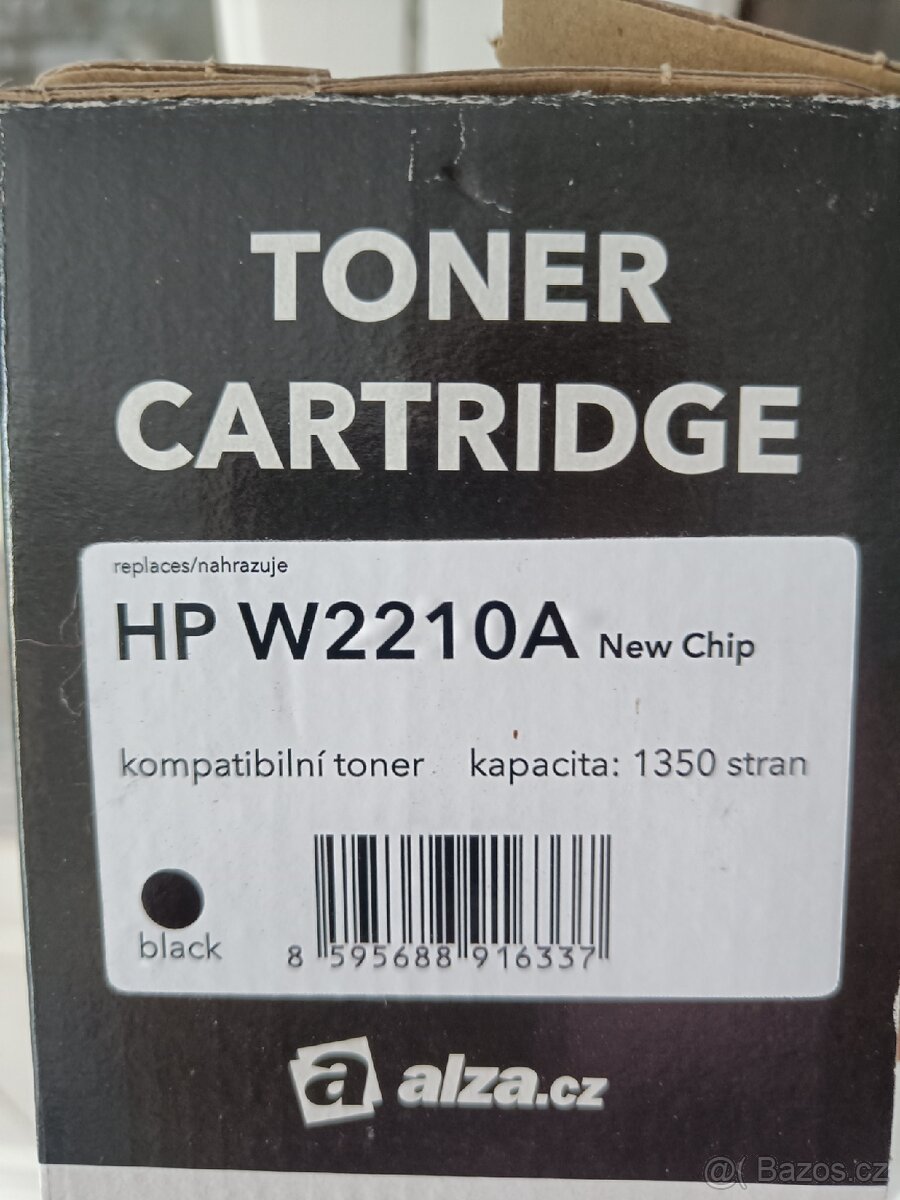 TONER
CARTRIDGE
replaces/nahrazuje
HP W2210A New Chip
kompatibilní toner kapacita: 1350 stran
black
8 595688 916337
a alza.cz
@ Bazos.cz